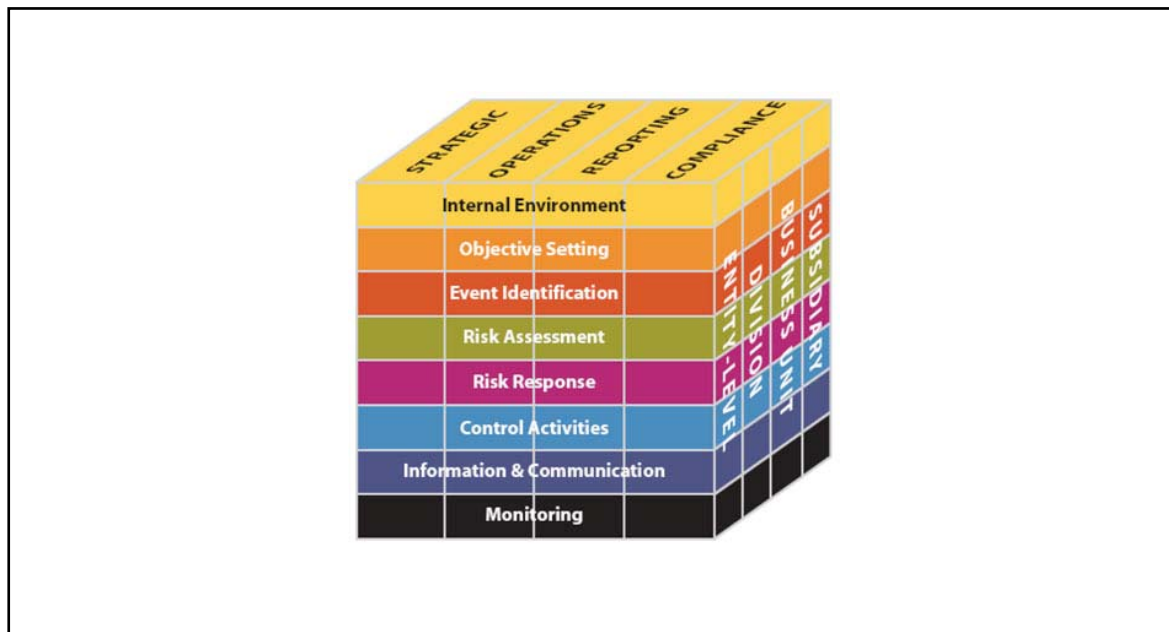 STRATEGIC
OPERATIONS
REPORTING
COMPLIANCE
Internal Environment
Objective Setting
Event Identification
Risk Assessment
Risk Response
Control Activities
Information & Communication
Monitoring
ENTITY-LEVEL
DIVISION
BUSINESS UNIT
SUBSIDIARY